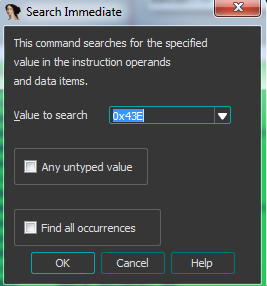 Search Immediate
This command searches for the specified
value in the instruction operands
and data items.
Value to search 0x43E
Any untyped value
Find all occurrences
OK Cancel Help